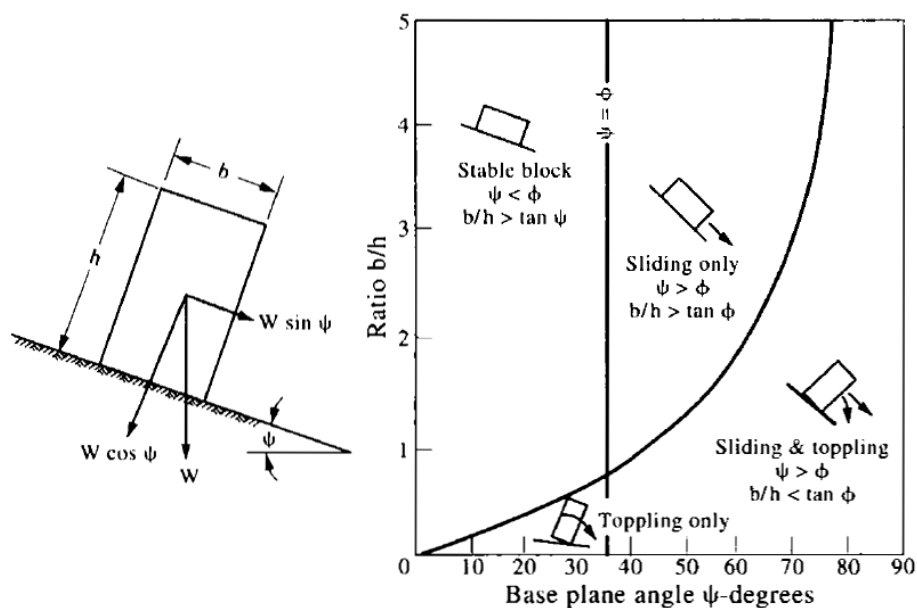 b
h
W sin ψ
W cos ψ
W
ψ
Ratio b/h
5
4
3
2
1
0
ψ = ϕ
Stable block
ψ < ϕ
b/h > tan ψ
Sliding only
ψ > ϕ
b/h > tan ϕ
Sliding & toppling
ψ > ϕ
b/h < tan ϕ
Toppling only
10 20 30 40 50 60 70 80 90
Base plane angle ψ-degrees